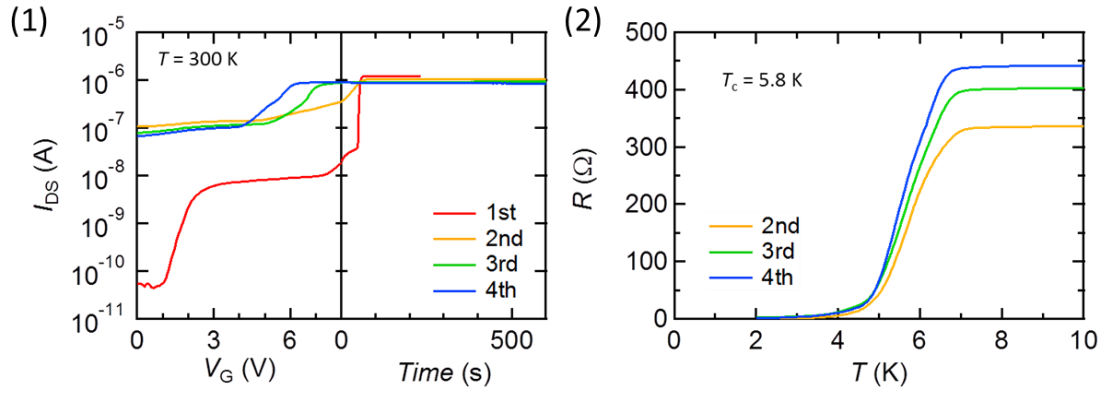 (1)
10⁻⁵
10⁻⁶
10⁻⁷
10⁻⁸
10⁻⁹
10⁻¹⁰
10⁻¹¹
I_DS (A)
T = 300 K
1st
2nd
3rd
4th
0 3 6 0 500
V_G (V) Time (s)
(2)
500
400
300
200
100
0
R (Ω)
T_c = 5.8 K
2nd
3rd
4th
0 2 4 6 8 10
T (K)